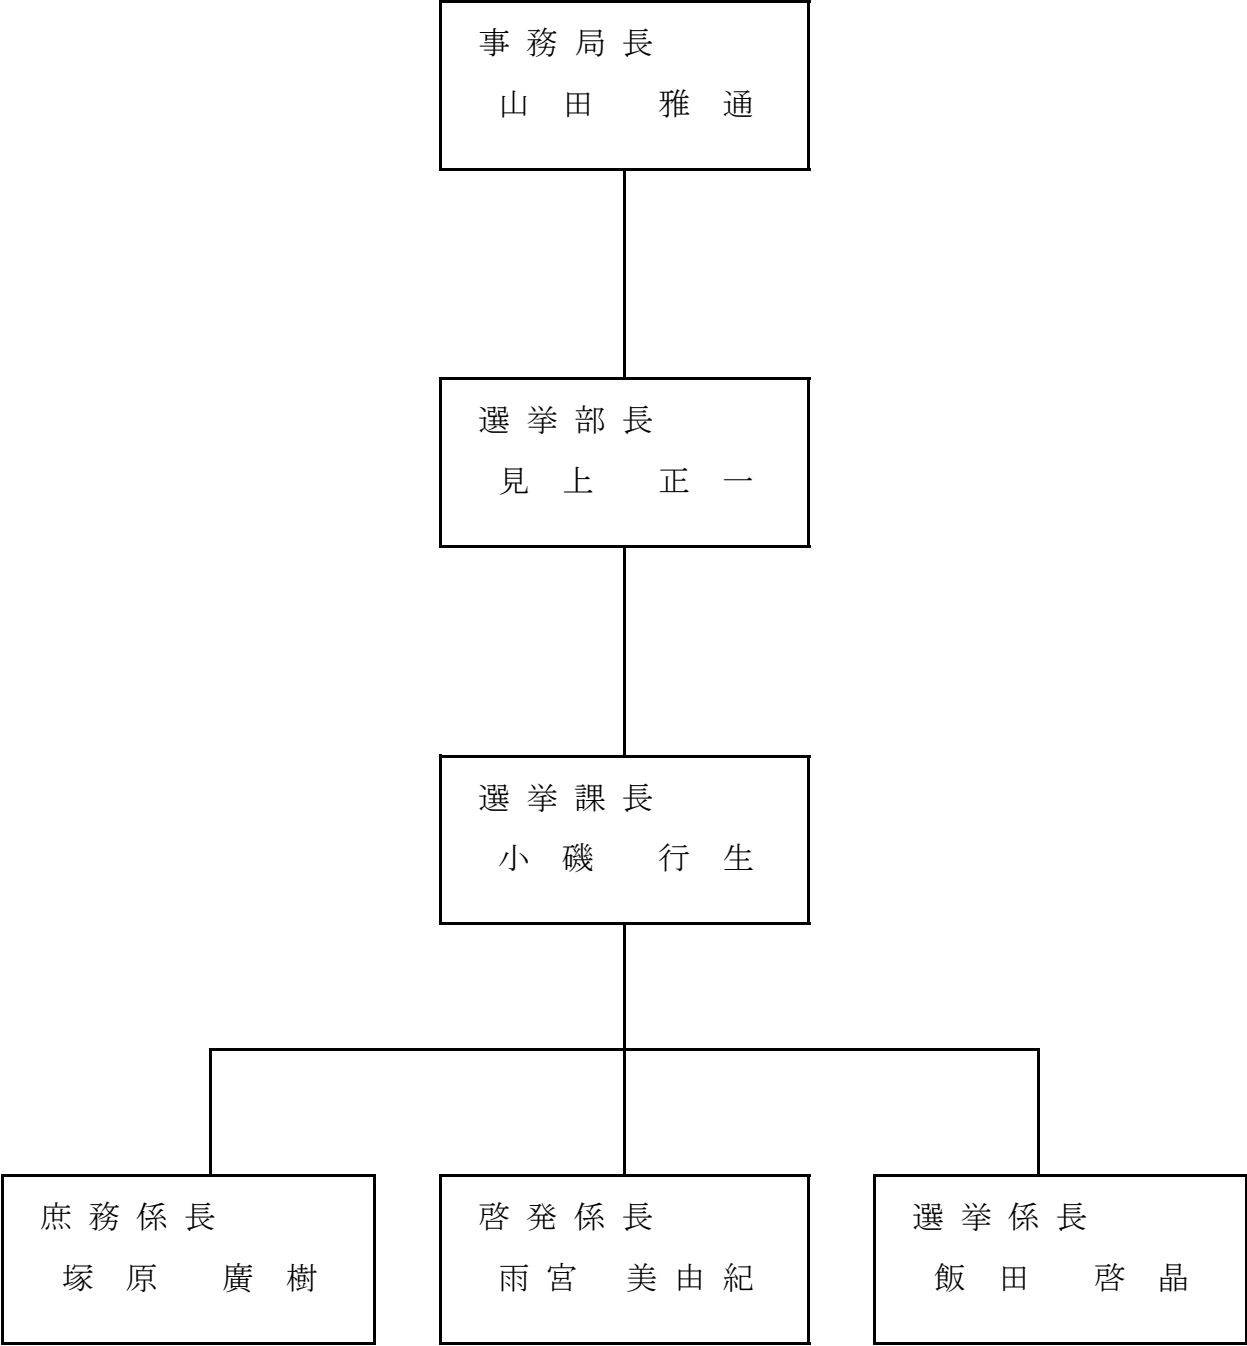 事務局長
山田 雅通
選挙部長
見上 正一
選挙課長
小磯 行生
庶務係長
塚原 廣樹
啓発係長
雨宮 美由紀
選挙係長
飯田 啓晶